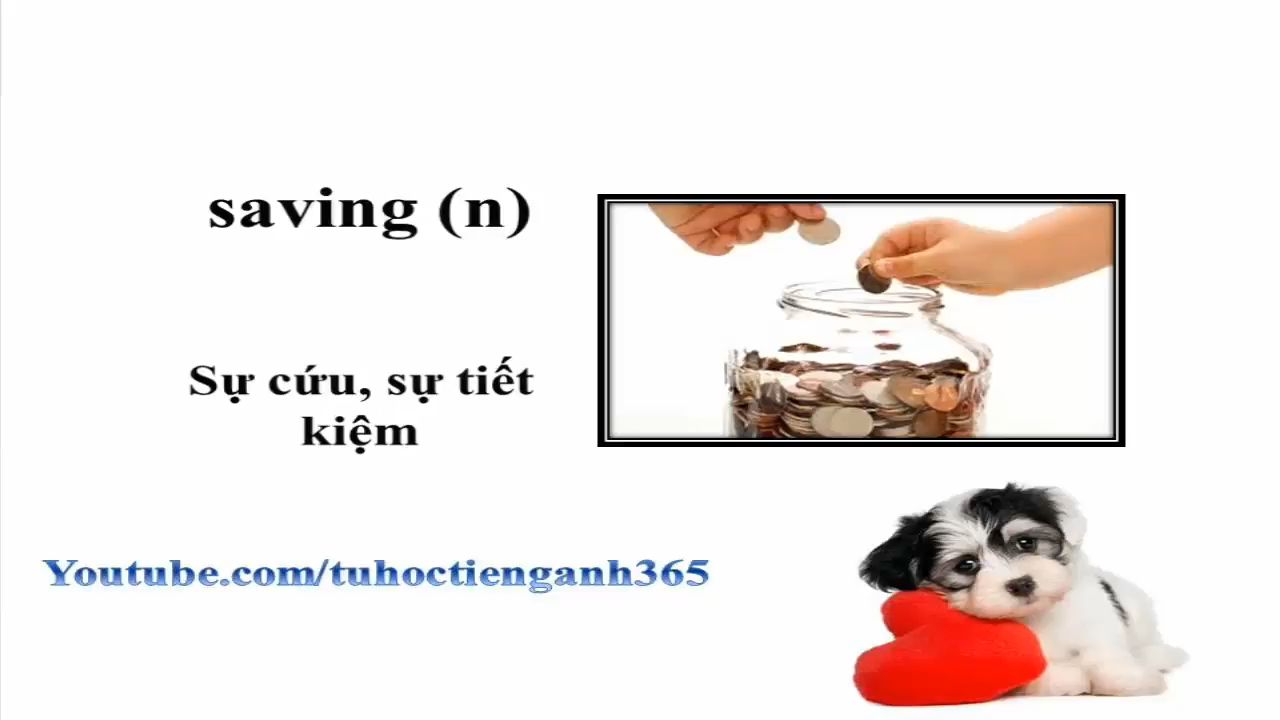 saving (n)
Sự cứu, sự tiết
kiệm
Youtube.com/tuhoctienganh365